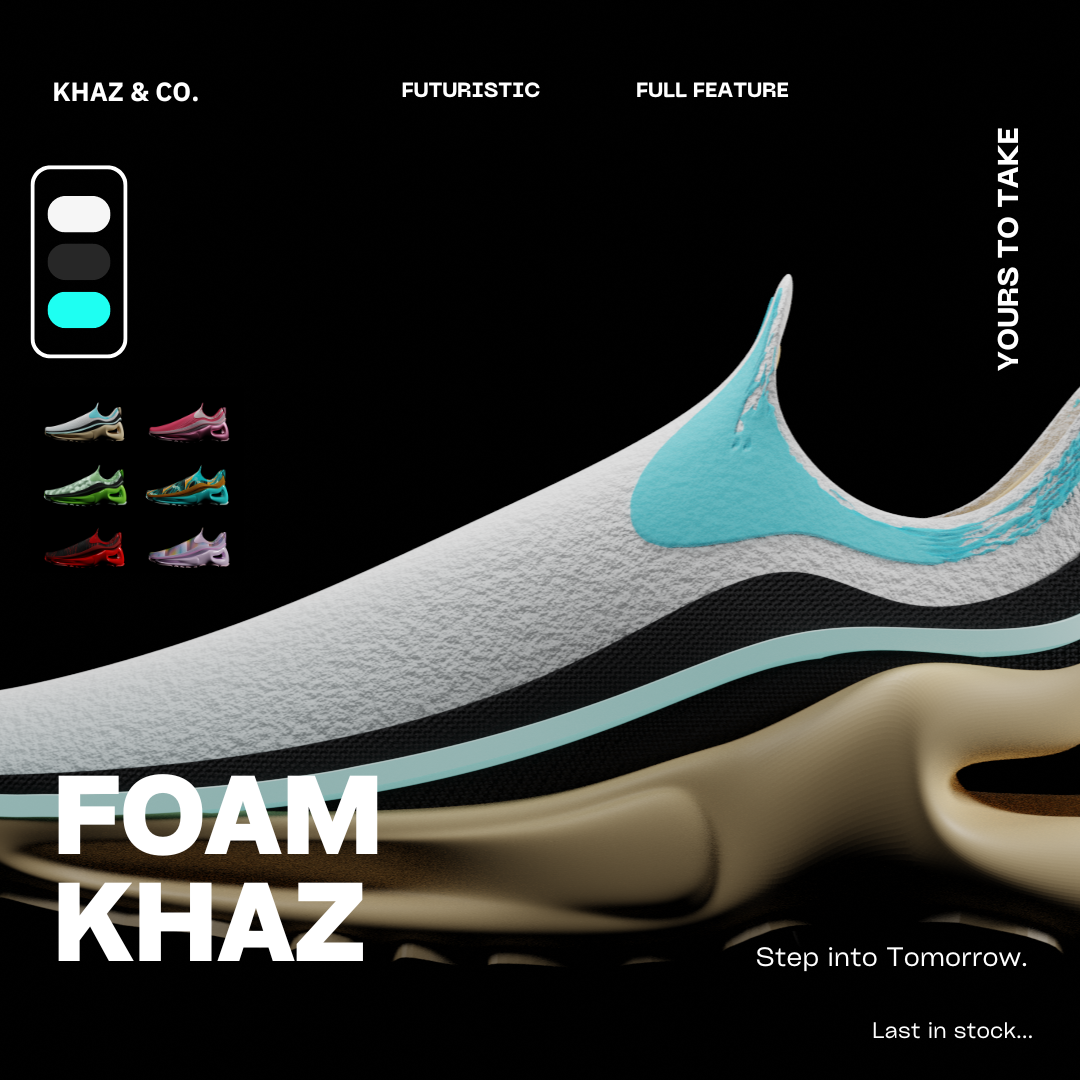 KHAZ & CO.
FUTURISTIC
FULL FEATURE
YOURS TO TAKE
FOAM
KHAZ
Step into Tomorrow.
Last in stock...